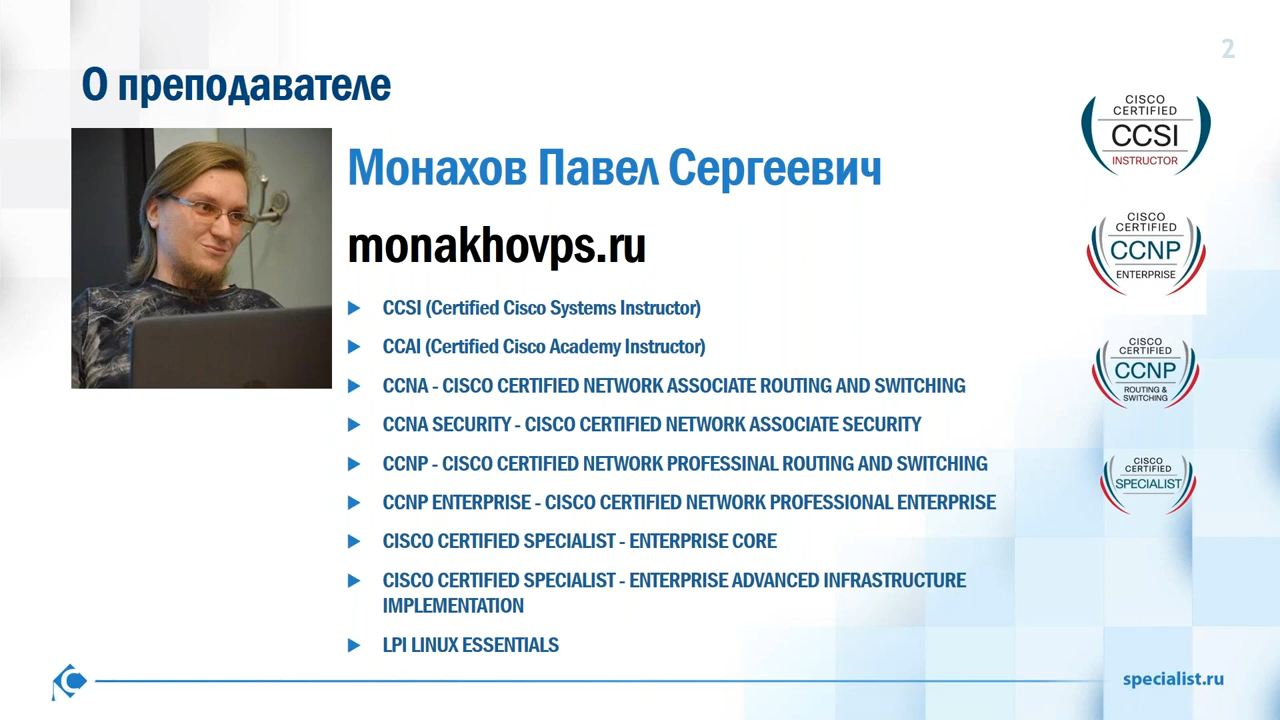 2
О преподавателе
Монахов Павел Сергеевич
monakhovps.ru
CCSI (Certified Cisco Systems Instructor)
CCAI (Certified Cisco Academy Instructor)
CCNA - CISCO CERTIFIED NETWORK ASSOCIATE ROUTING AND SWITCHING
CCNA SECURITY - CISCO CERTIFIED NETWORK ASSOCIATE SECURITY
CCNP - CISCO CERTIFIED NETWORK PROFESSINAL ROUTING AND SWITCHING
CCNP ENTERPRISE - CISCO CERTIFIED NETWORK PROFESSIONAL ENTERPRISE
CISCO CERTIFIED SPECIALIST - ENTERPRISE CORE
CISCO CERTIFIED SPECIALIST - ENTERPRISE ADVANCED INFRASTRUCTURE
IMPLEMENTATION
LPI LINUX ESSENTIALS
CISCO
CERTIFIED
CCSI
INSTRUCTOR
CISCO
CERTIFIED
CCNP
ENTERPRISE
CISCO
CERTIFIED
CCNP
ROUTING &
SWITCHING
CISCO
CERTIFIED
SPECIALIST
specialist.ru